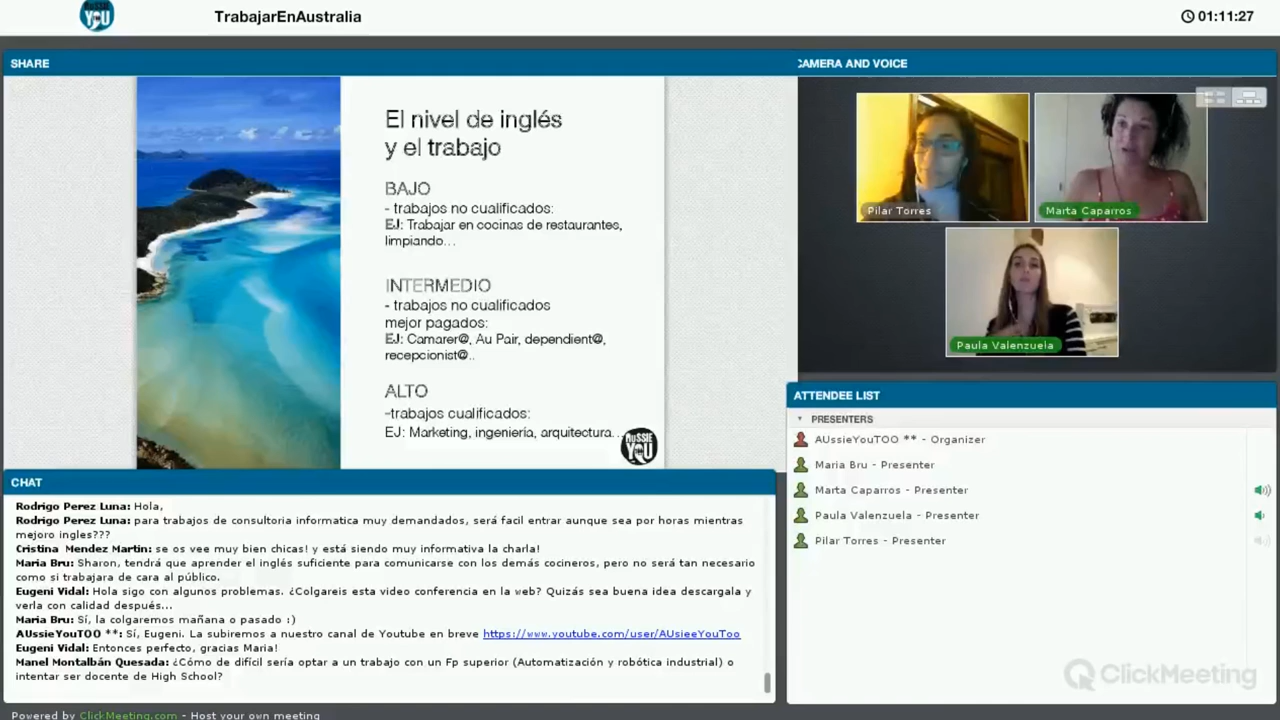 AUSSIE
YOU
TOO
TrabajarEnAustralia
01:11:27
SHARE
El nivel de inglés
y el trabajo
BAJO
- trabajos no cualificados:
EJ: Trabajar en cocinas de restaurantes,
limpiando...
INTERMEDIO
- trabajos no cualificados
mejor pagados:
EJ: Camarer@, Au Pair, dependient@,
recepcionist@..
ALTO
-trabajos cualificados:
EJ: Marketing, ingeniería, arquitectura...
AUSSIE
YOU
CAMERA AND VOICE
Pilar Torres
Marta Caparros
Paula Valenzuela
ATTENDEE LIST
PRESENTERS
AUssieYouTOO ** - Organizer
Maria Bru - Presenter
Marta Caparros - Presenter
Paula Valenzuela - Presenter
Pilar Torres - Presenter
ClickMeeting
CHAT
Rodrigo Perez Luna: Hola,
Rodrigo Perez Luna: para trabajos de consultoria informatica muy demandados, será facil entrar aunque sea por horas mientras
mejoro ingles???
Cristina Mendez Martin: se os vee muy bien chicas! y está siendo muy informativa la charla!
Maria Bru: Sharon, tendrá que aprender el inglés suficiente para comunicarse con los demás cocineros, pero no será tan necesario
como si trabajara de cara al público.
Eugeni Vidal: Hola sigo con algunos problemas. ¿Colgareis esta video conferencia en la web? Quizás sea buena idea descargala y
verla con calidad después...
Maria Bru: Sí, la colgaremos mañana o pasado :)
AUssieYouTOO **: Sí, Eugeni. La subiremos a nuestro canal de Youtube en breve https://www.youtube.com/user/AUsieeYouToo
Eugeni Vidal: Entonces perfecto, gracias Maria!
Manel Montalbán Quesada: ¿Cómo de difícil sería optar a un trabajo con un Fp superior (Automatización y robótica industrial) o
intentar ser docente de High School?
Powered by ClickMeeting.com - Host your own meeting